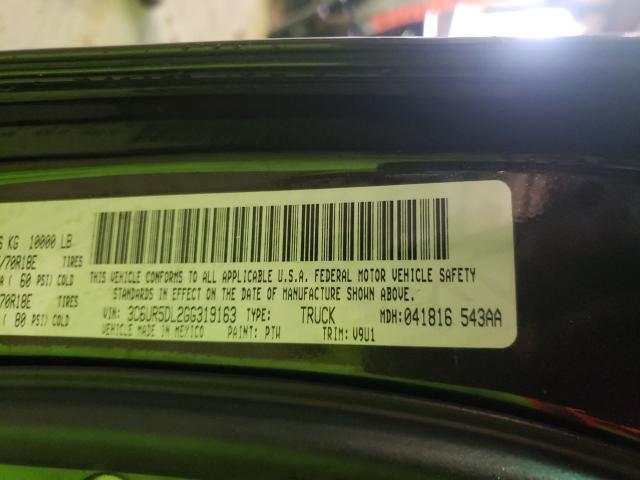 KG 10000 LB
/70R18E TIRES
( 60 PSI) COLD
70R18E TIRES
( 80 PSI) COLD
THIS VEHICLE CONFORMS TO ALL APPLICABLE U.S.A. FEDERAL MOTOR VEHICLE SAFETY
STANDARDS IN EFFECT ON THE DATE OF MANUFACTURE SHOWN ABOVE.
VIN: 3C6UR5DL2GG319163 TYPE: TRUCK MDH: 041816 543AA
VEHICLE MADE IN MEXICO PAINT: PTW TRIM: V9U1